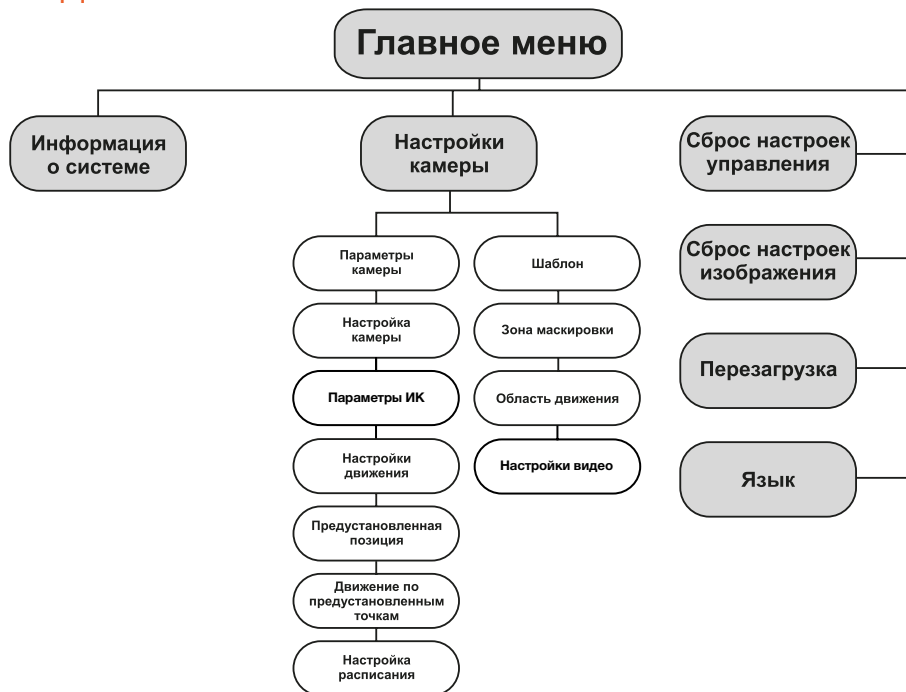 Главное меню
Информация
о системе
Настройки
камеры
Сброс настроек
управления
Сброс настроек
изображения
Перезагрузка
Язык
Параметры
камеры
Настройка
камеры
Параметры ИК
Настройки
движения
Предустановленная
позиция
Движение по
предустановленным
точкам
Настройка
расписания
Шаблон
Зона маскировки
Область движения
Настройки видео